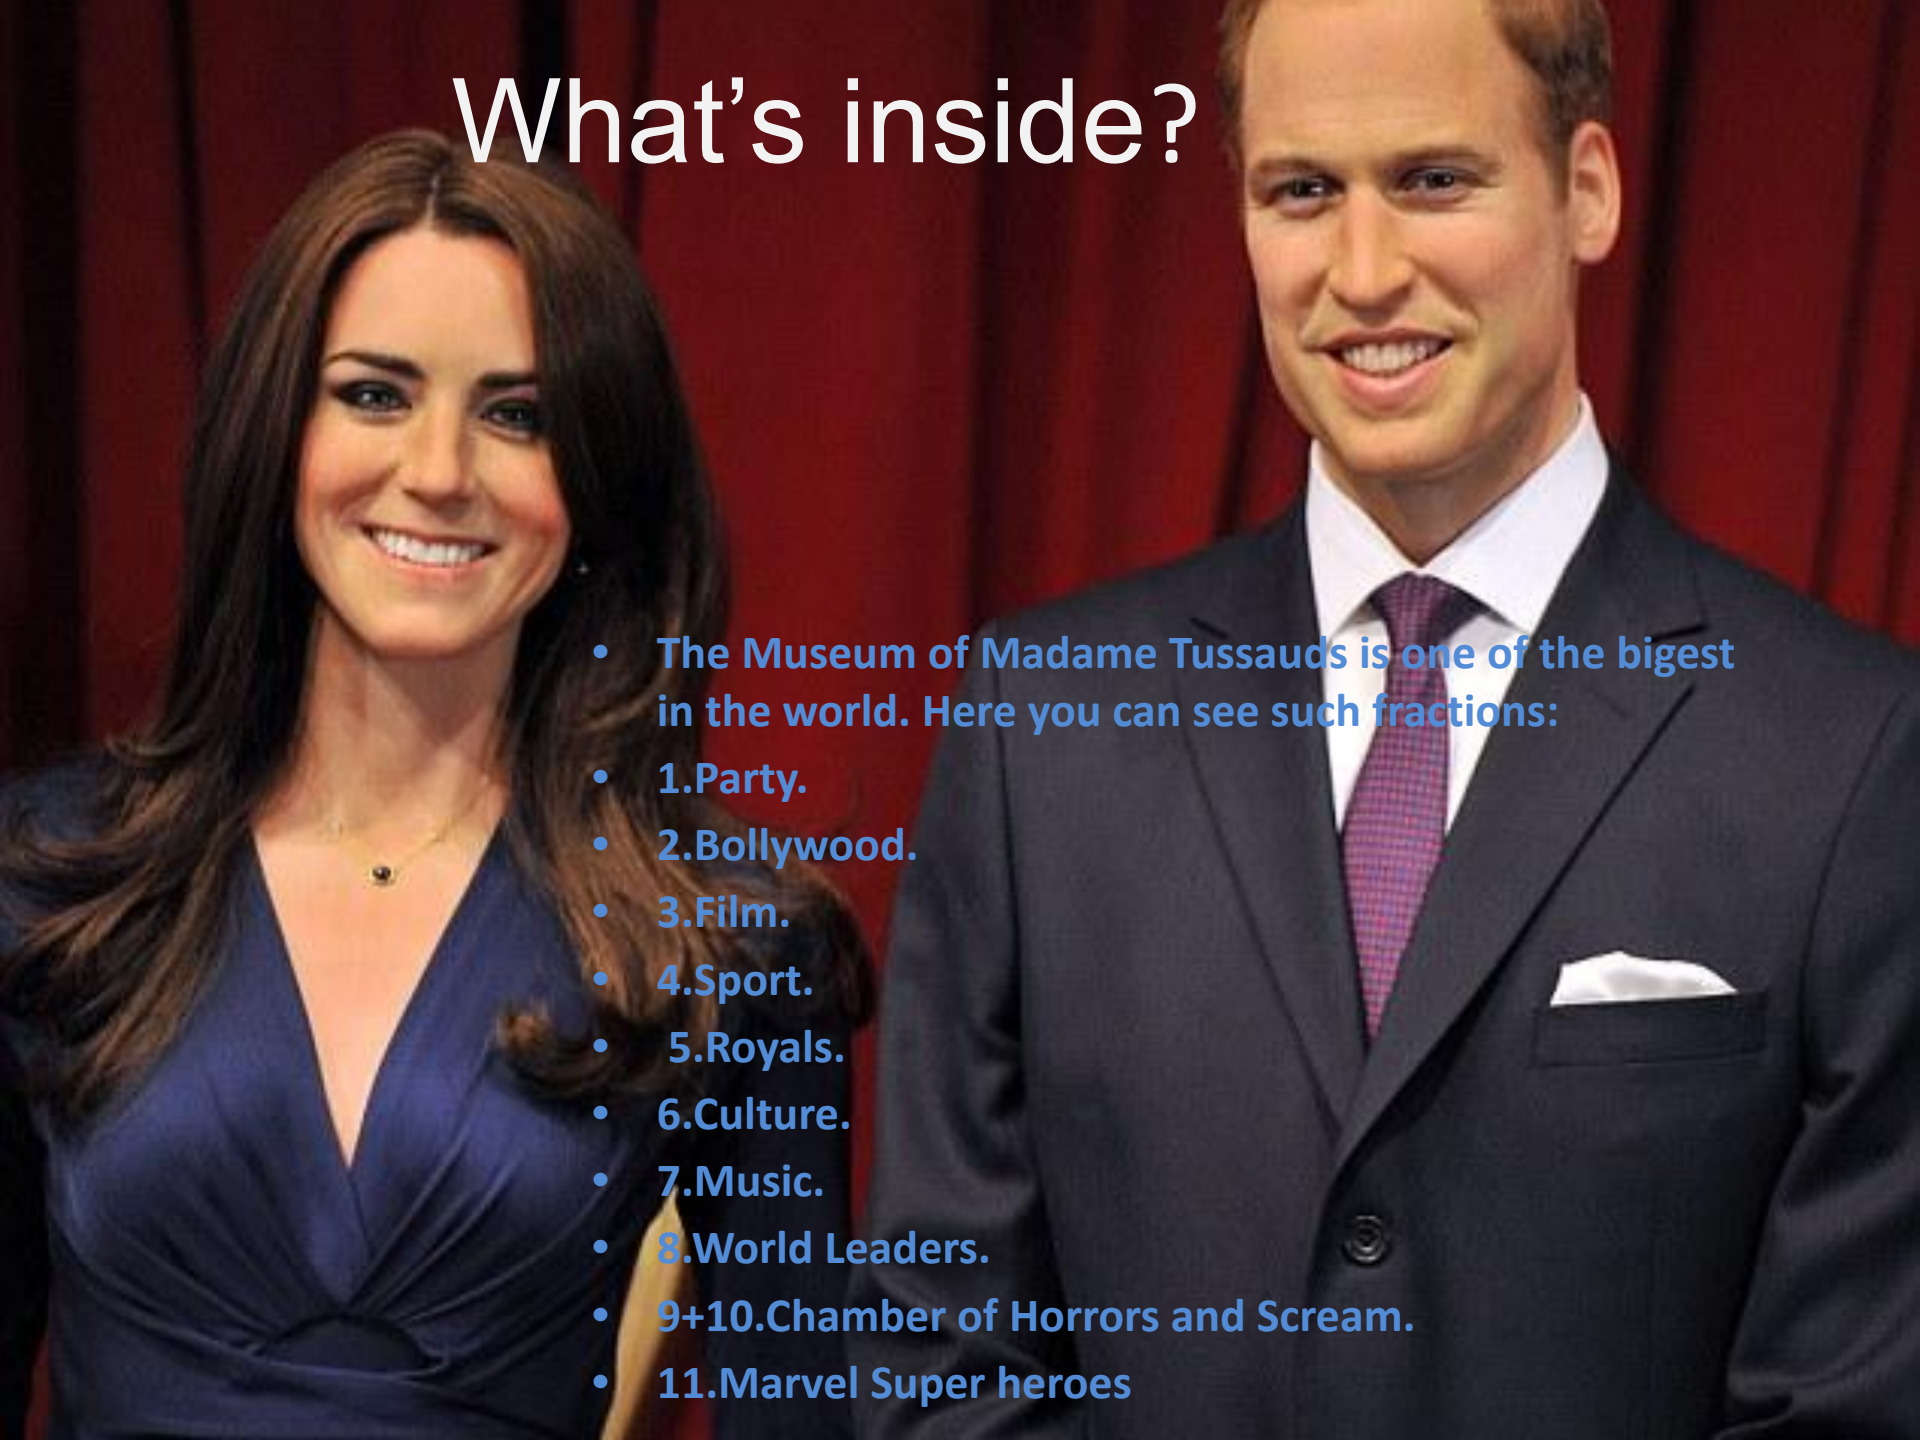 What’s inside?
• The Museum of Madame Tussauds is one of the bigest
in the world. Here you can see such fractions:
• 1.Party.
• 2.Bollywood.
• 3.Film.
• 4.Sport.
• 5.Royals.
• 6.Culture.
• 7.Music.
• 8.World Leaders.
• 9+10.Chamber of Horrors and Scream.
• 11.Marvel Super heroes